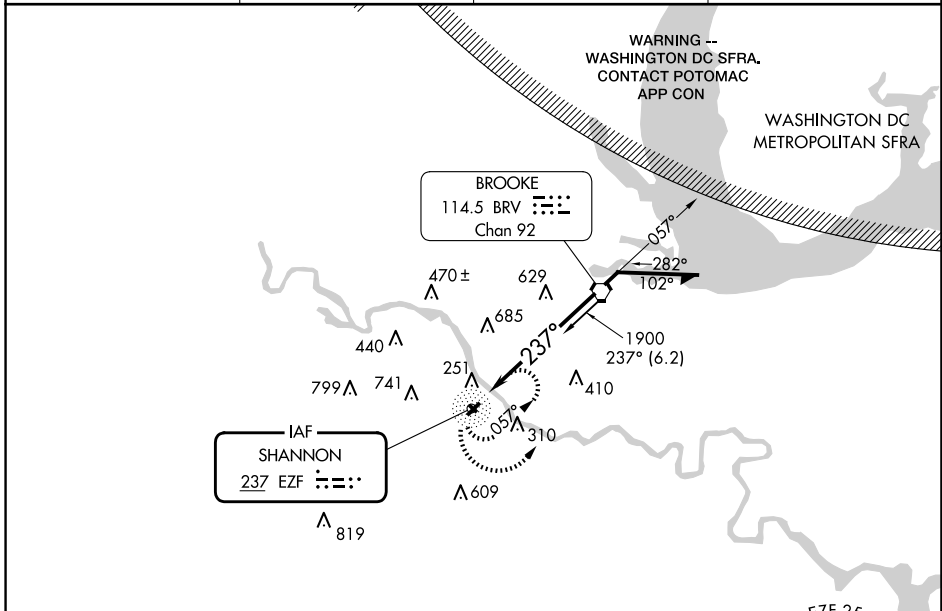 WARNING --
WASHINGTON DC SFRA.
CONTACT POTOMAC
APP CON
WASHINGTON DC
METROPOLITAN SFRA
BROOKE
114.5 BRV
Chan 92
057°
282°
102°
470 ±
629
685
1900
237° (6.2)
237°
440
251
799
741
410
057°
310
IAF
SHANNON
237 EZF
609
819